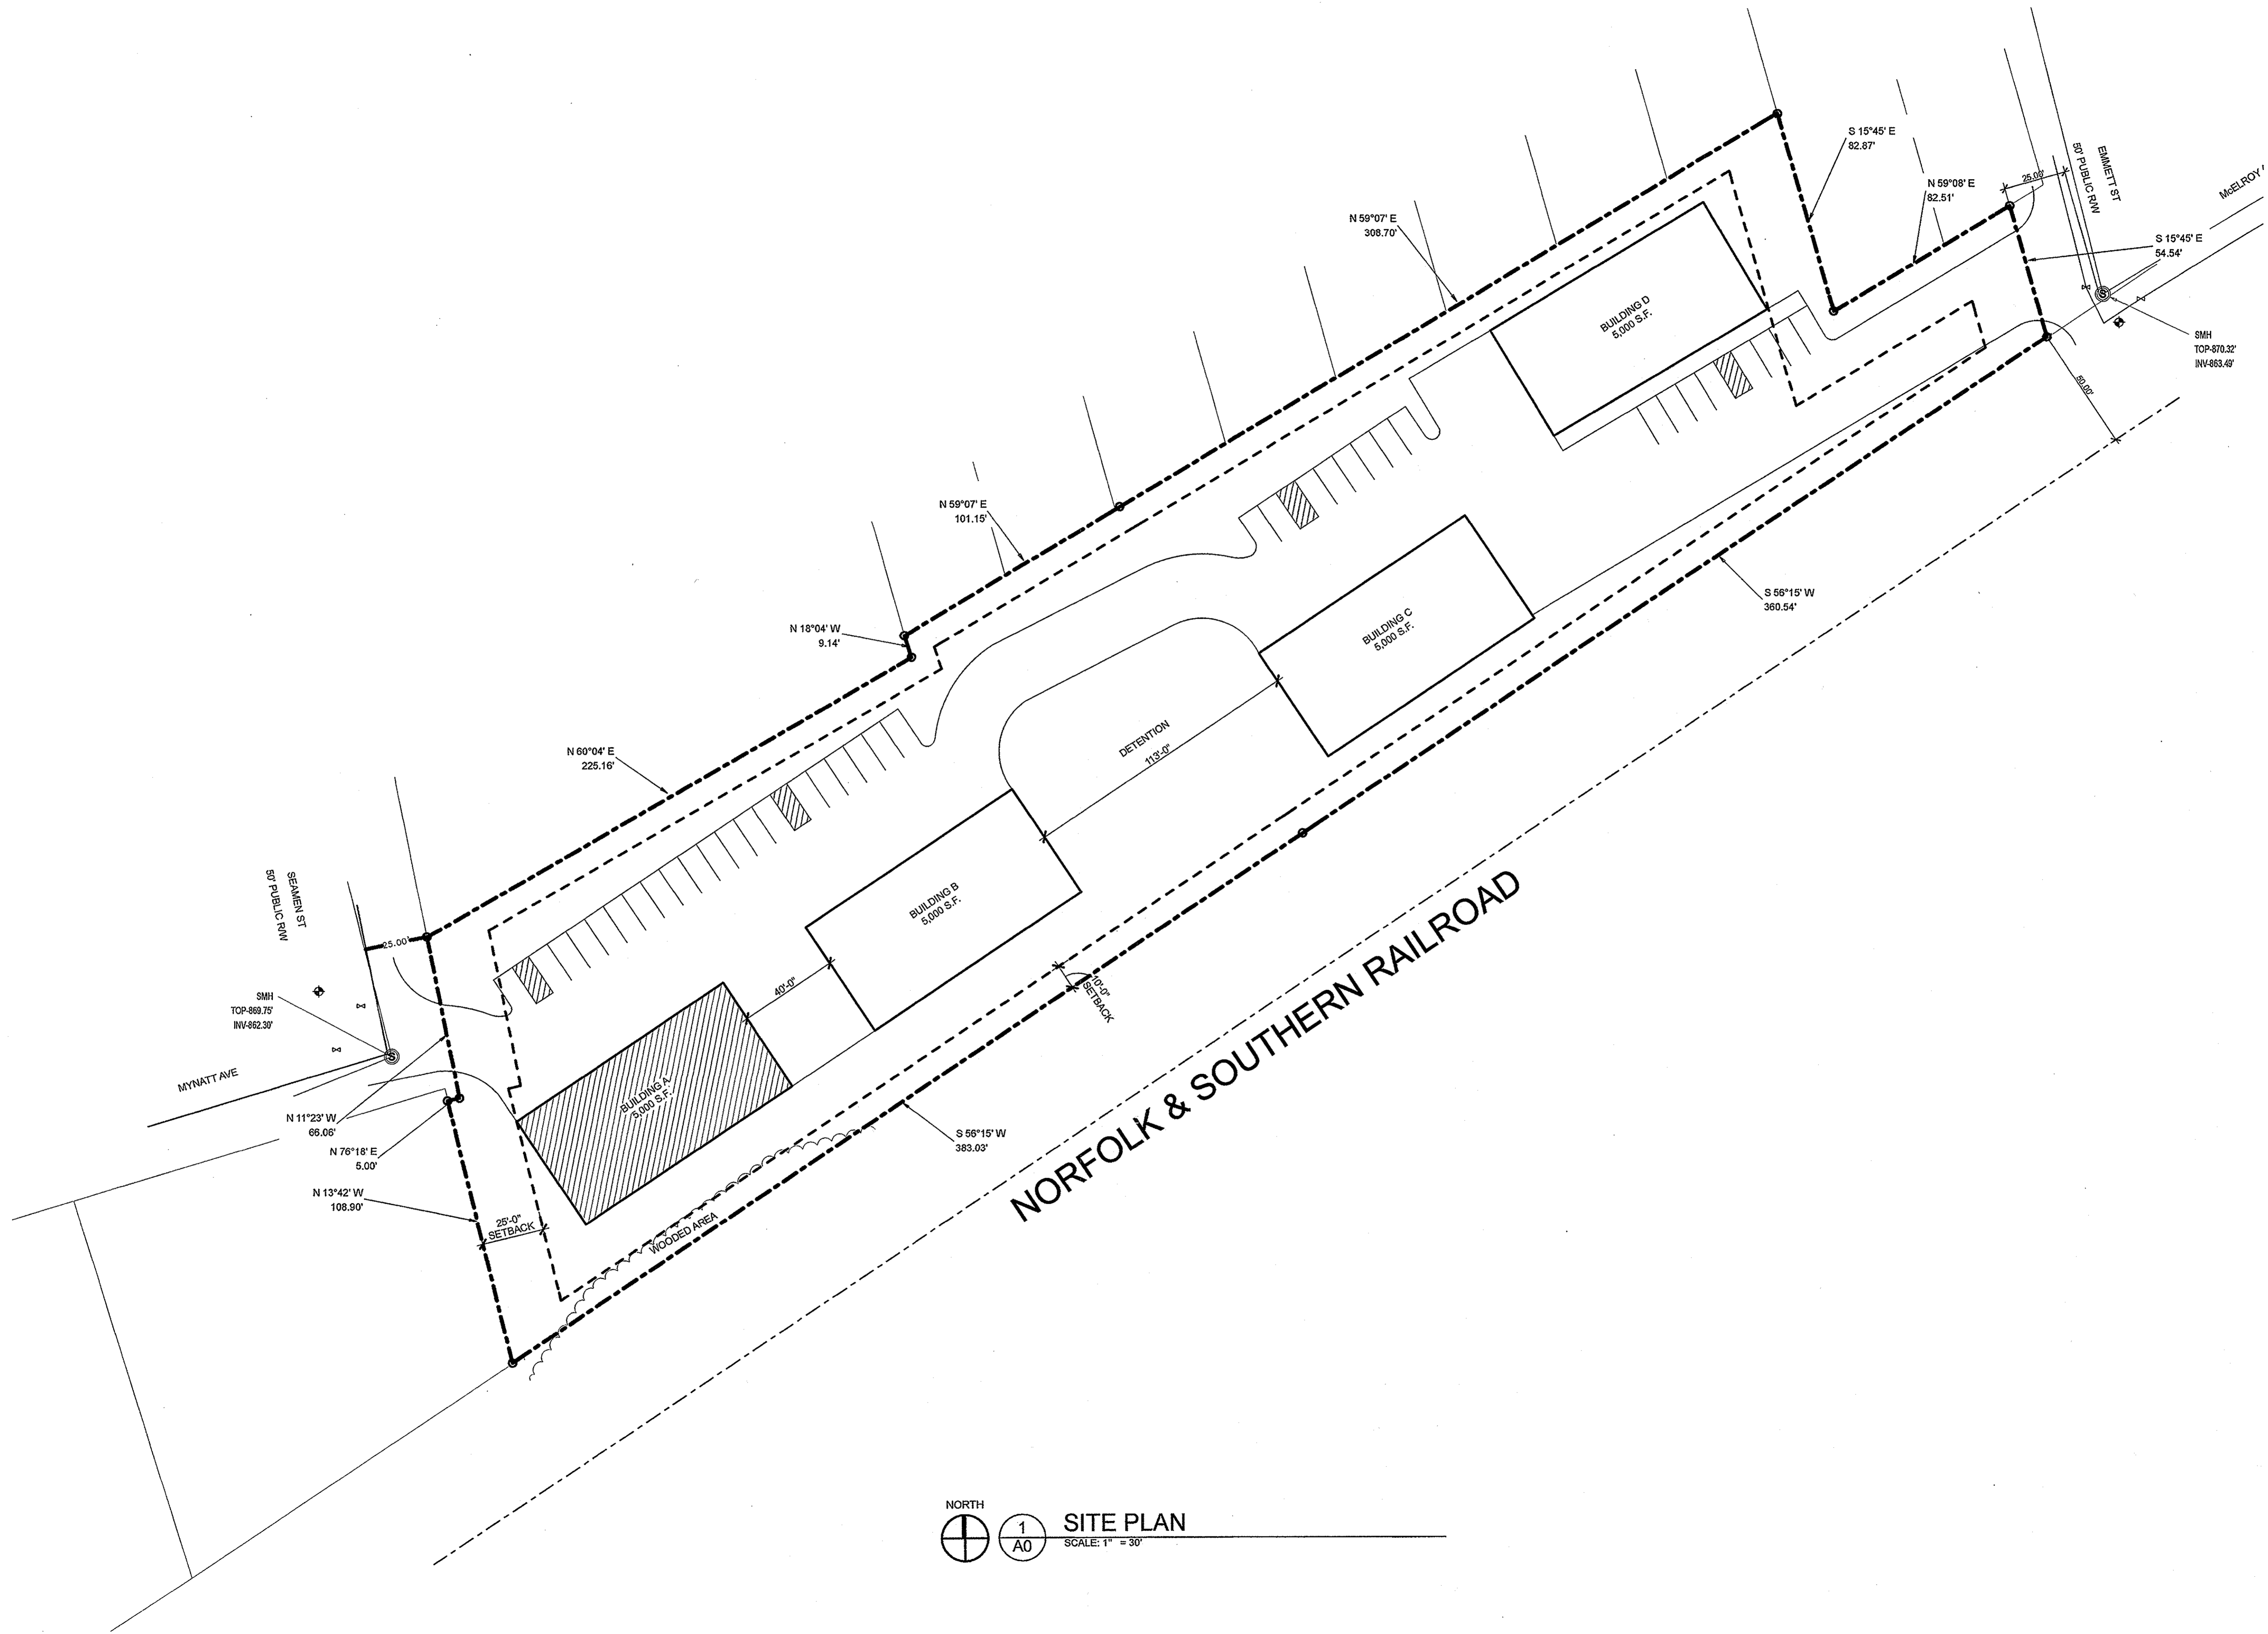 S 15°45' E
82.87'
EMMETT ST
50' PUBLIC R/W
25.00'
McELROY
N 59°08' E
82.51'
N 59°07' E
308.70'
S 15°45' E
54.54'
BUILDING D
5,000 S.F.
SMH
TOP-870.32'
INV-863.49'
50.00'
N 59°07' E
101.15'
S 56°15' W
360.54'
BUILDING C
5,000 S.F.
N 18°04' W
9.14'
DETENTION
113'-0"
N 60°04' E
225.16'
BUILDING B
5,000 S.F.
SEAMEN ST
50' PUBLIC R/W
25.00'
40'-0"
10'-0"
SETBACK
NORFOLK & SOUTHERN RAILROAD
SMH
TOP-869.75'
INV-862.30'
S
S
MYNATT AVE
BUILDING A
5,000 S.F.
N 11°23' W
66.06'
N 76°18' E
5.00'
S 56°15' W
383.03'
N 13°42' W
108.90'
25'-0"
SETBACK
WOODED AREA
NORTH
1
A0
SITE PLAN
SCALE: 1" = 30'